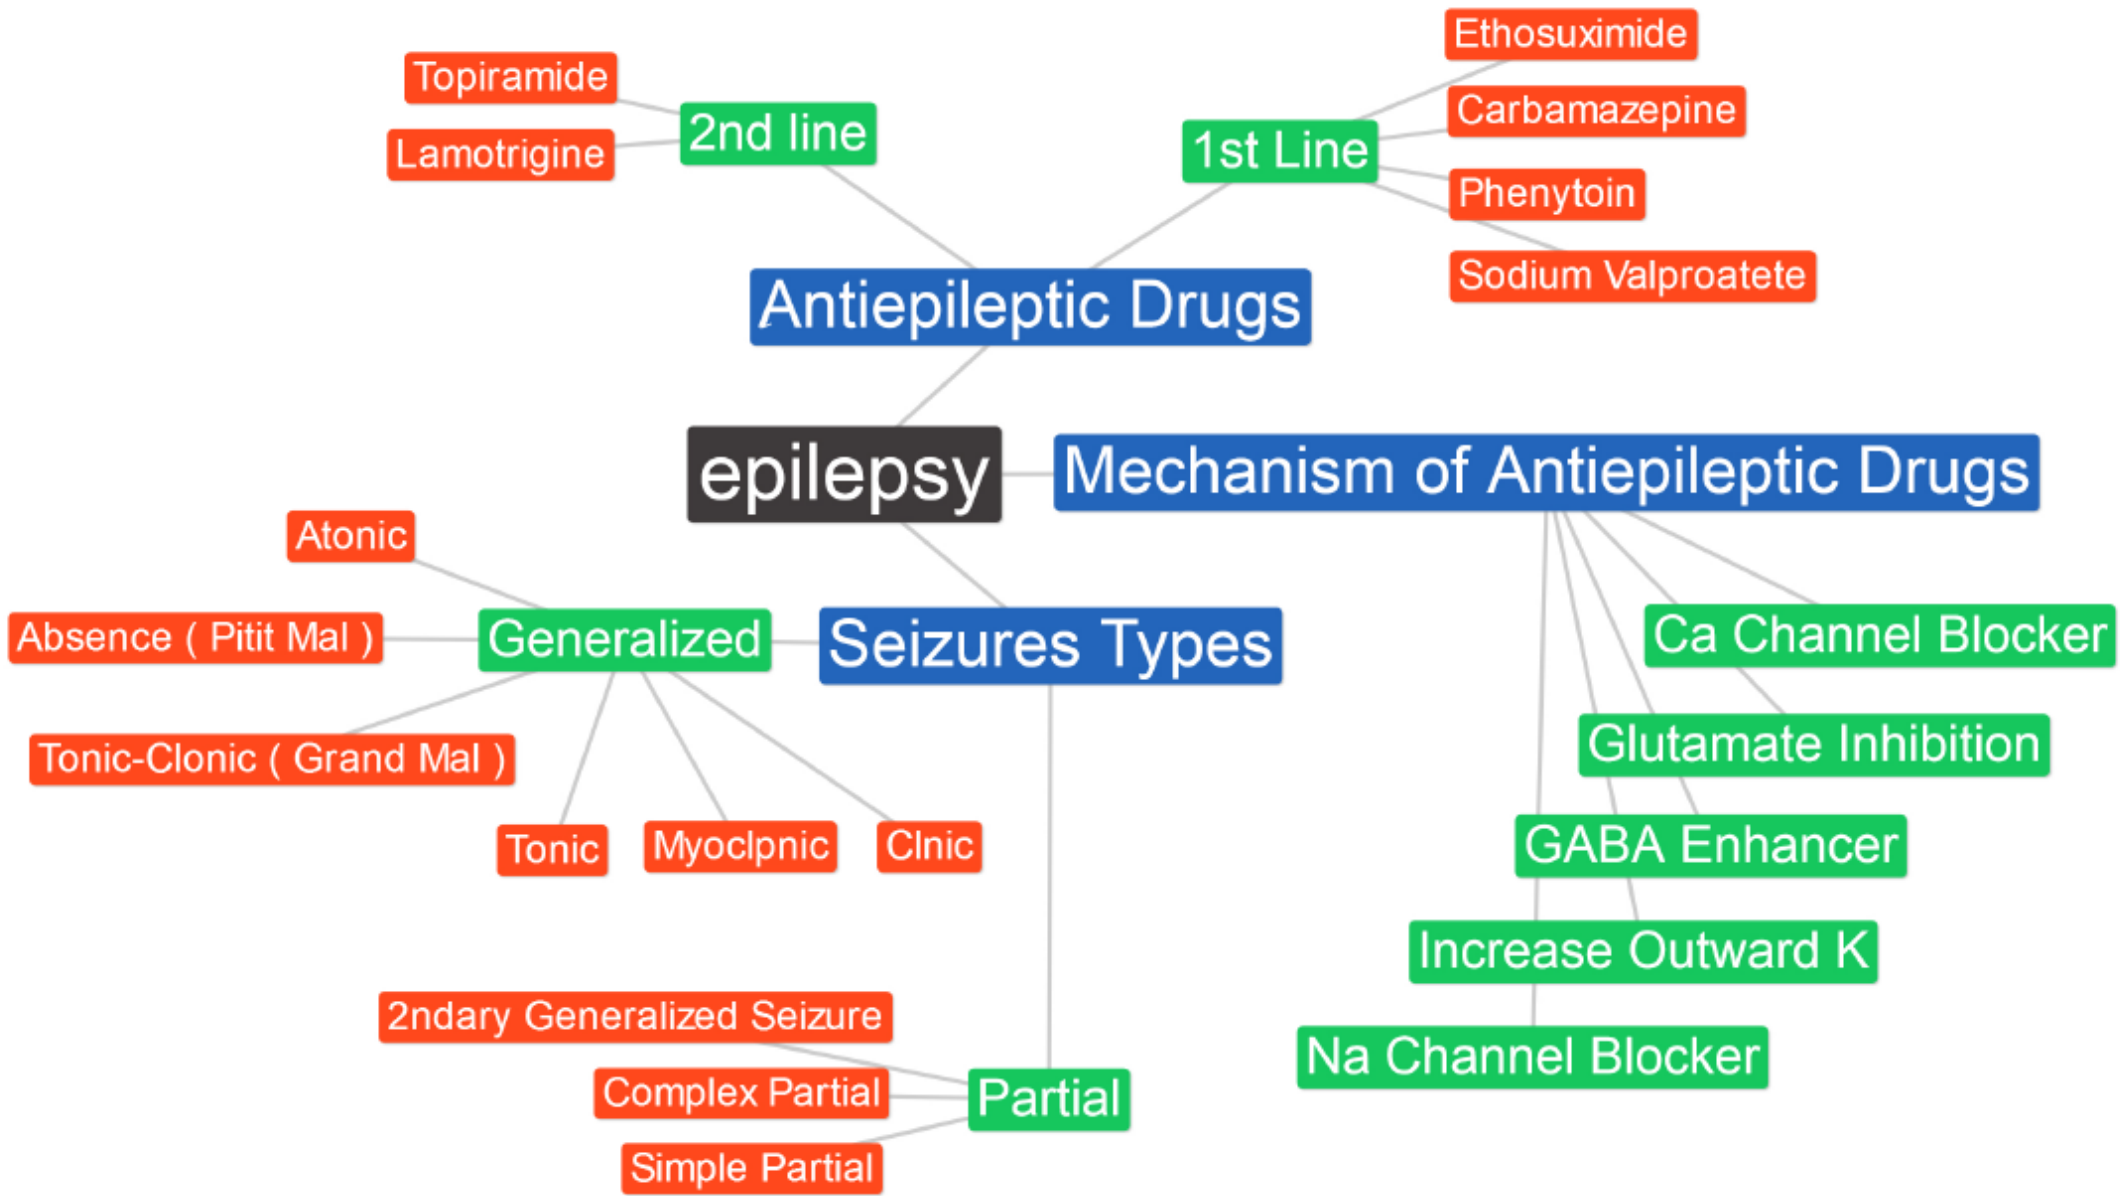 Ethosuximide
Topiramide
2nd line
1st Line
Carbamazepine
Lamotrigine
Phenytoin
Sodium Valproatete
Antiepileptic Drugs
epilepsy
Mechanism of Antiepileptic Drugs
Atonic
Absence ( Pitit Mal )
Generalized
Seizures Types
Ca Channel Blocker
Tonic-Clonic ( Grand Mal )
Glutamate Inhibition
Tonic
Myoclpnic
Clnic
GABA Enhancer
Increase Outward K
2ndary Generalized Seizure
Na Channel Blocker
Complex Partial
Partial
Simple Partial